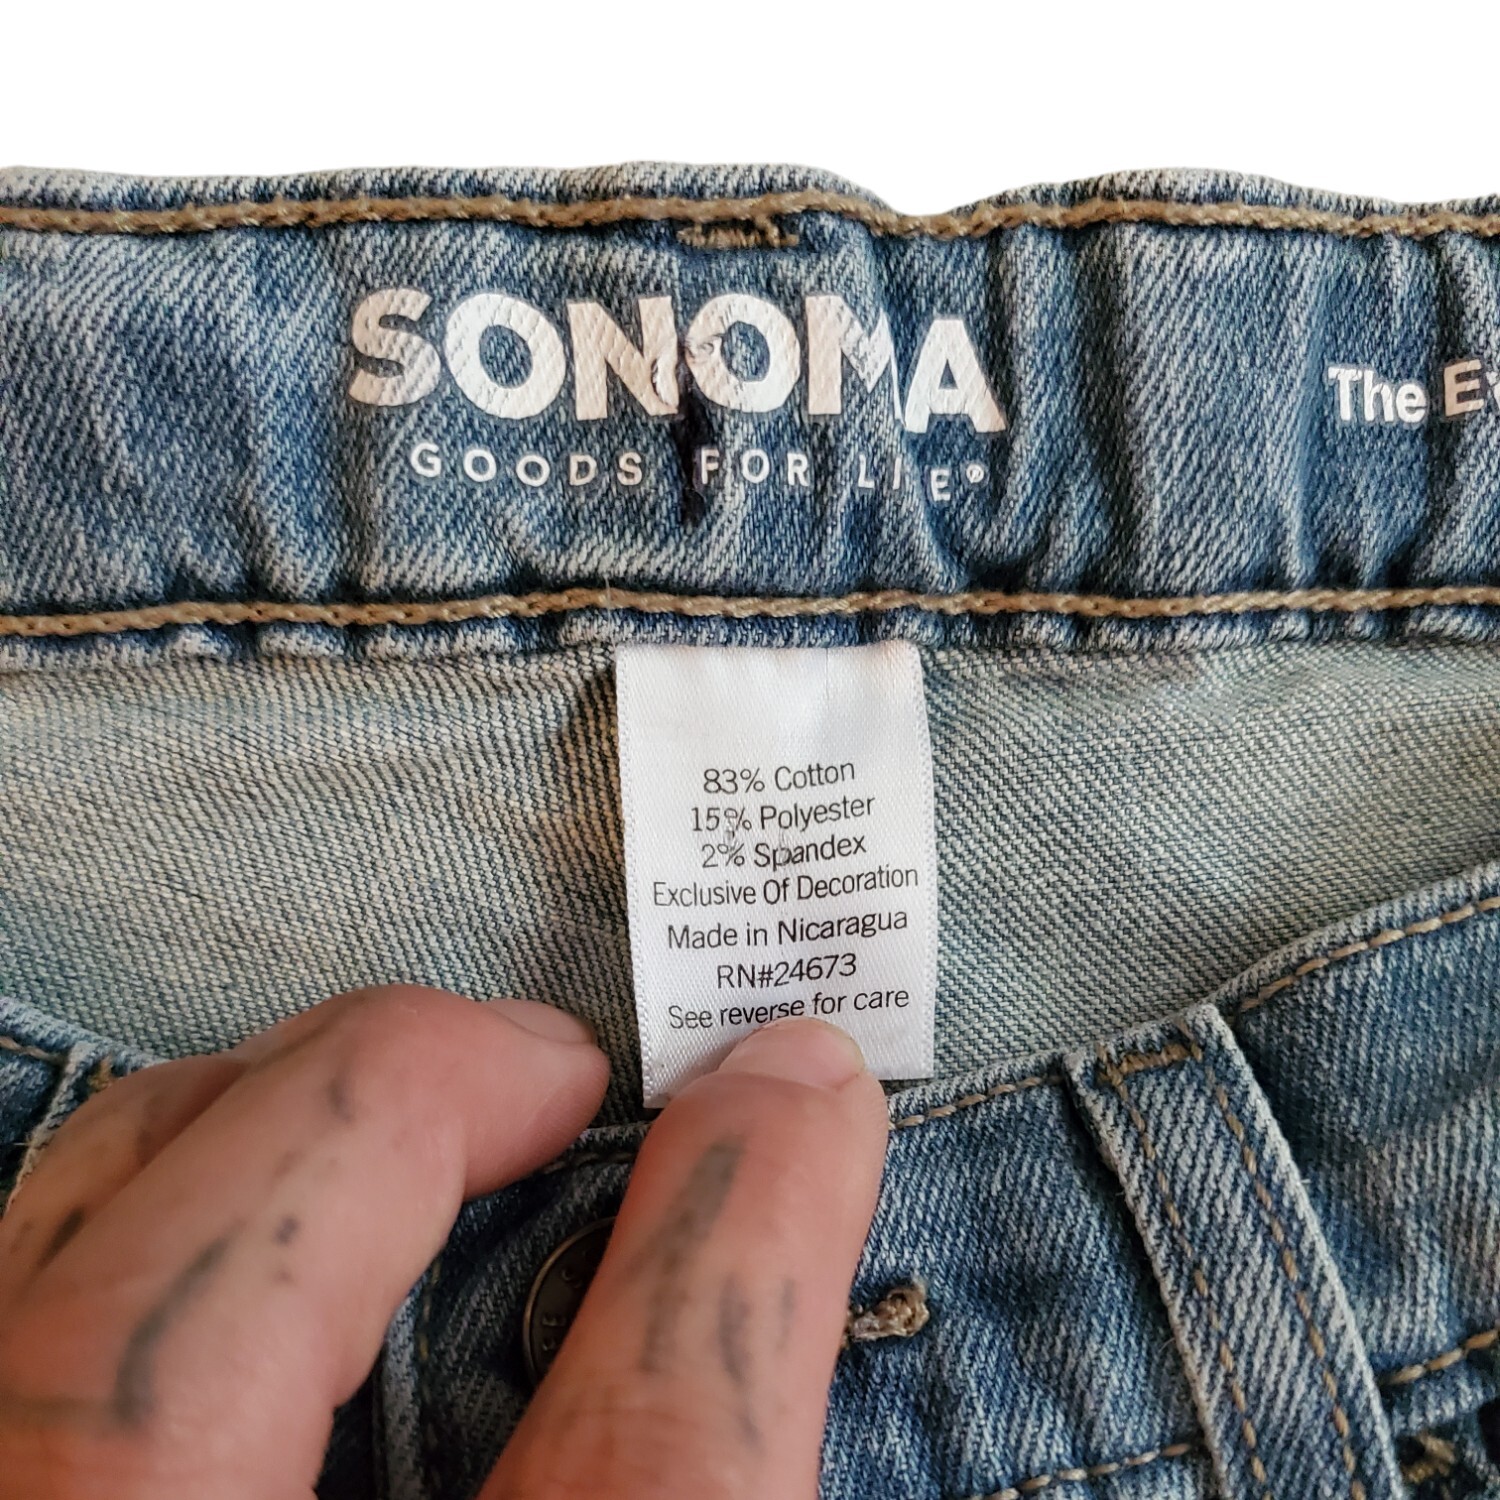 SONOMA
GOODS FOR LIFE®
The
83% Cotton
15% Polyester
2% Spandex
Exclusive Of Decoration
Made in Nicaragua
RN#24673
See reverse for care